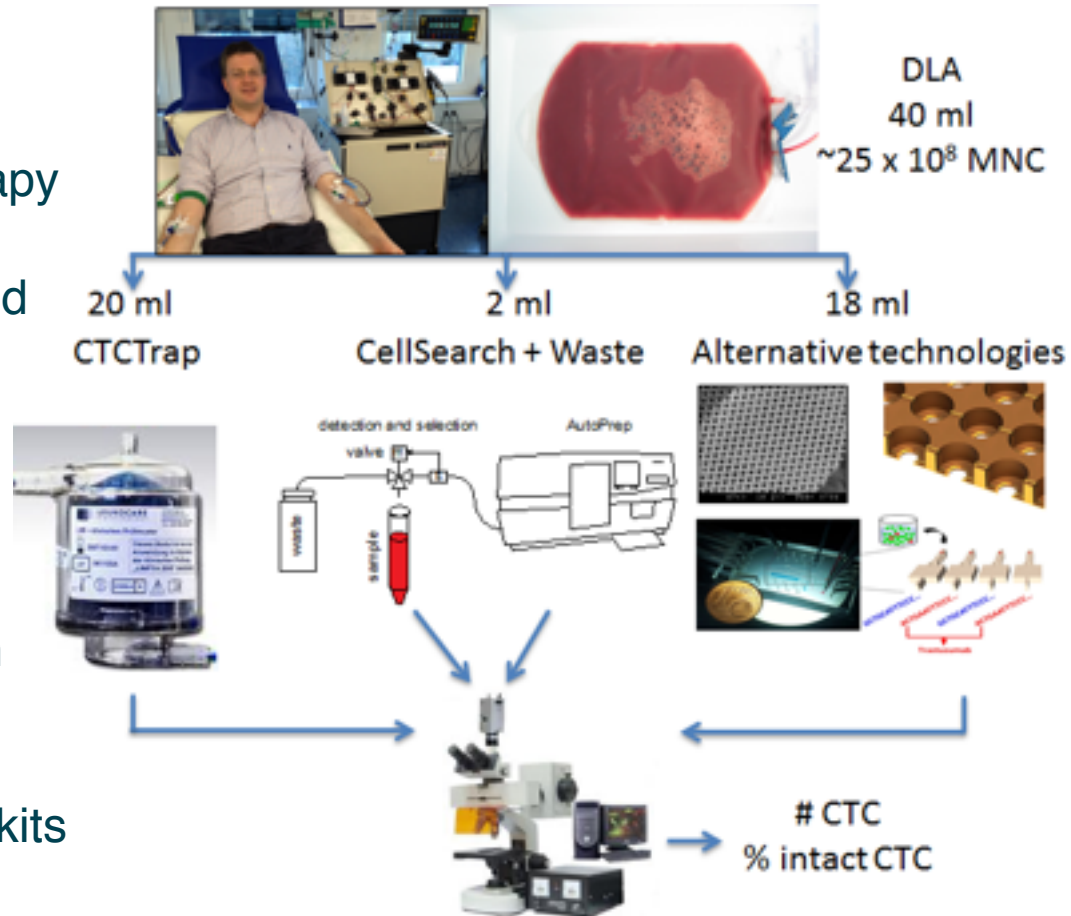 DLA
40 ml
~25 x 10⁸ MNC
apy
d
20 ml
2 ml
18 ml
CTCTrap
CellSearch + Waste
Alternative technologies
detection and selection
AutoPrep
valve
waste
sample
Trastuzumab
kits
# CTC
% intact CTC